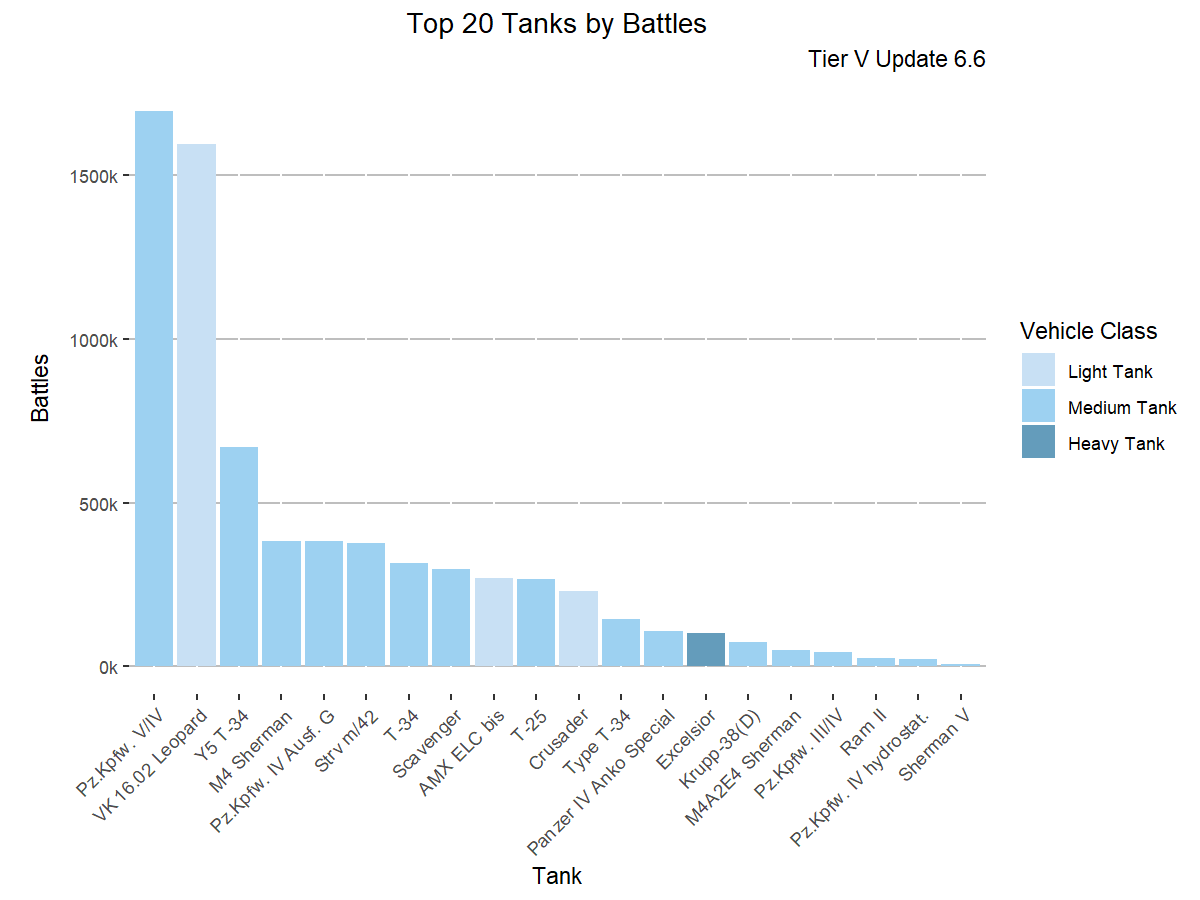 Top 20 Tanks by Battles
Tier V Update 6.6
Battles
1500k
1000k
500k
0k
Pz.Kpfw. V/IV
VK 16.02 Leopard
Y5 T-34
M4 Sherman
Pz.Kpfw. IV Ausf. G
Strv m/42
T-34
Scavenger
AMX ELC bis
T-25
Crusader
Type T-34
Panzer IV Anko Special
Excelsior
Krupp-38(D)
M4A2E4 Sherman
Pz.Kpfw. III/IV
Ram II
Pz.Kpfw. IV hydrostat.
Sherman V
Tank
Vehicle Class
Light Tank
Medium Tank
Heavy Tank